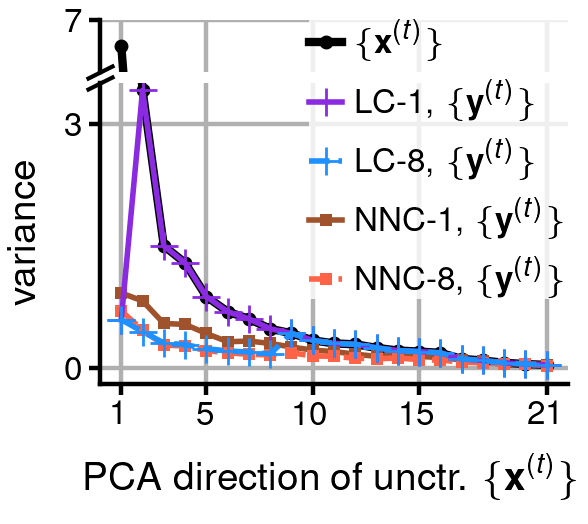 7
{x^(t)}
LC-1, {y^(t)}
3
LC-8, {y^(t)}
variance
NNC-1, {y^(t)}
NNC-8, {y^(t)}
0
1 5 10 15 21
PCA direction of unctr. {x^(t)}